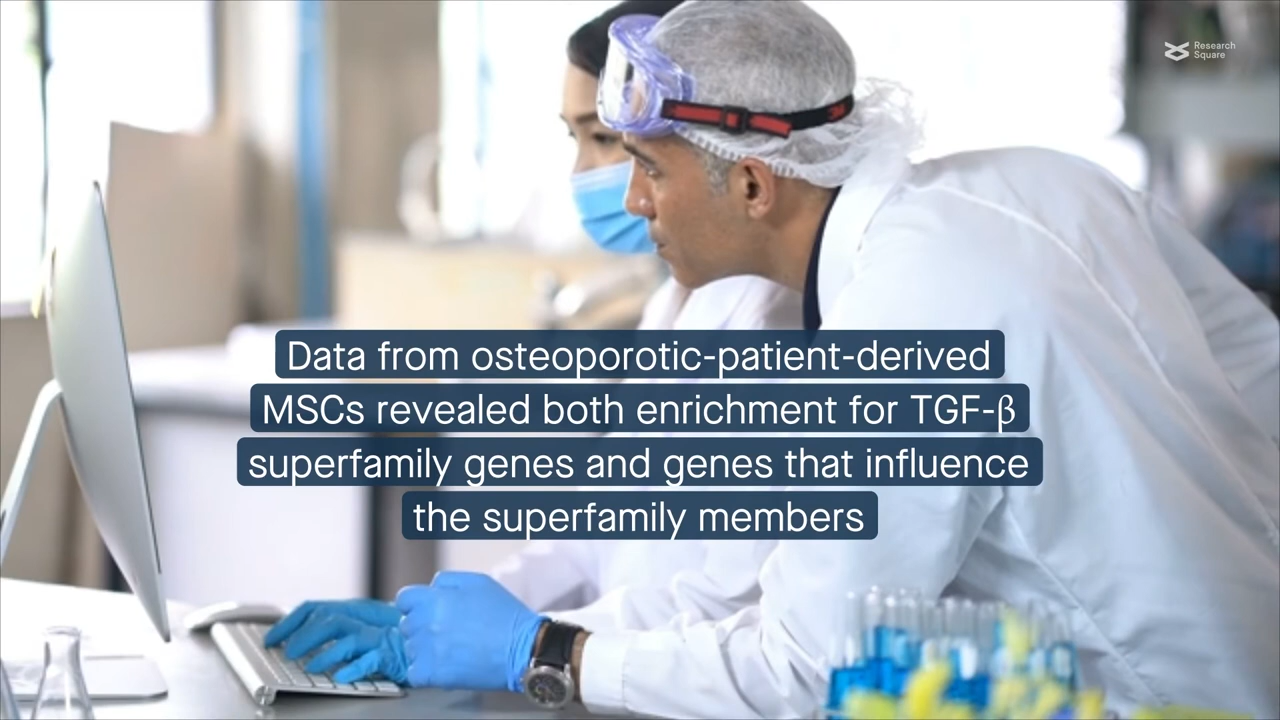 Research
Square
Data from osteoporotic-patient-derived
MSCs revealed both enrichment for TGF-β
superfamily genes and genes that influence
the superfamily members